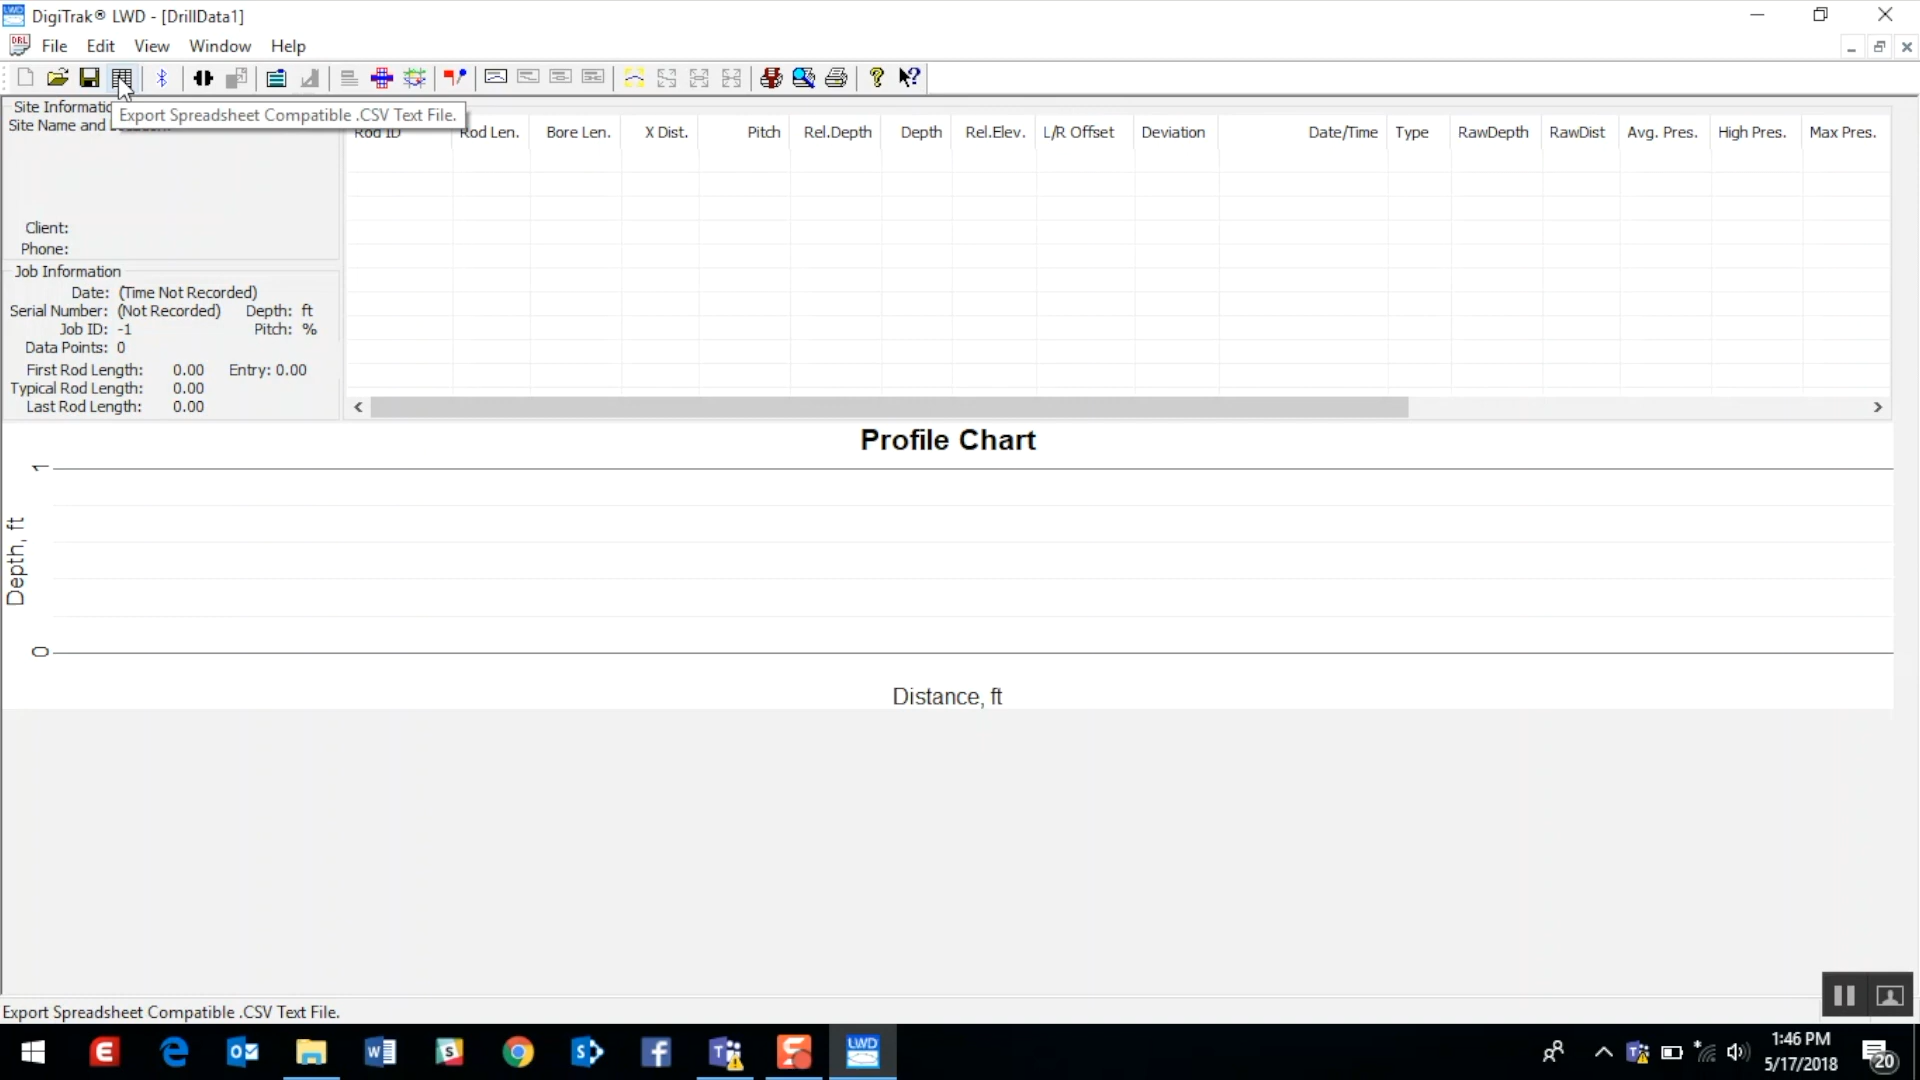 DigiTrak® LWD - [DrillData1]
File Edit View Window Help
Site Informatio
Export Spreadsheet Compatible .CSV Text File.
Site Name and
Rod ID Rod Len. Bore Len. X Dist. Pitch Rel.Depth Depth Rel.Elev. L/R Offset Deviation Date/Time Type RawDepth RawDist Avg. Pres. High Pres. Max Pres.
Client:
Phone:
Job Information
Date: (Time Not Recorded)
Serial Number: (Not Recorded) Depth: ft
Job ID: -1 Pitch: %
Data Points: 0
First Rod Length: 0.00 Entry: 0.00
Typical Rod Length: 0.00
Last Rod Length: 0.00
Profile Chart
1
Depth, ft
0
Distance, ft
Export Spreadsheet Compatible .CSV Text File.
LWD
1:46 PM
5/17/2018
20